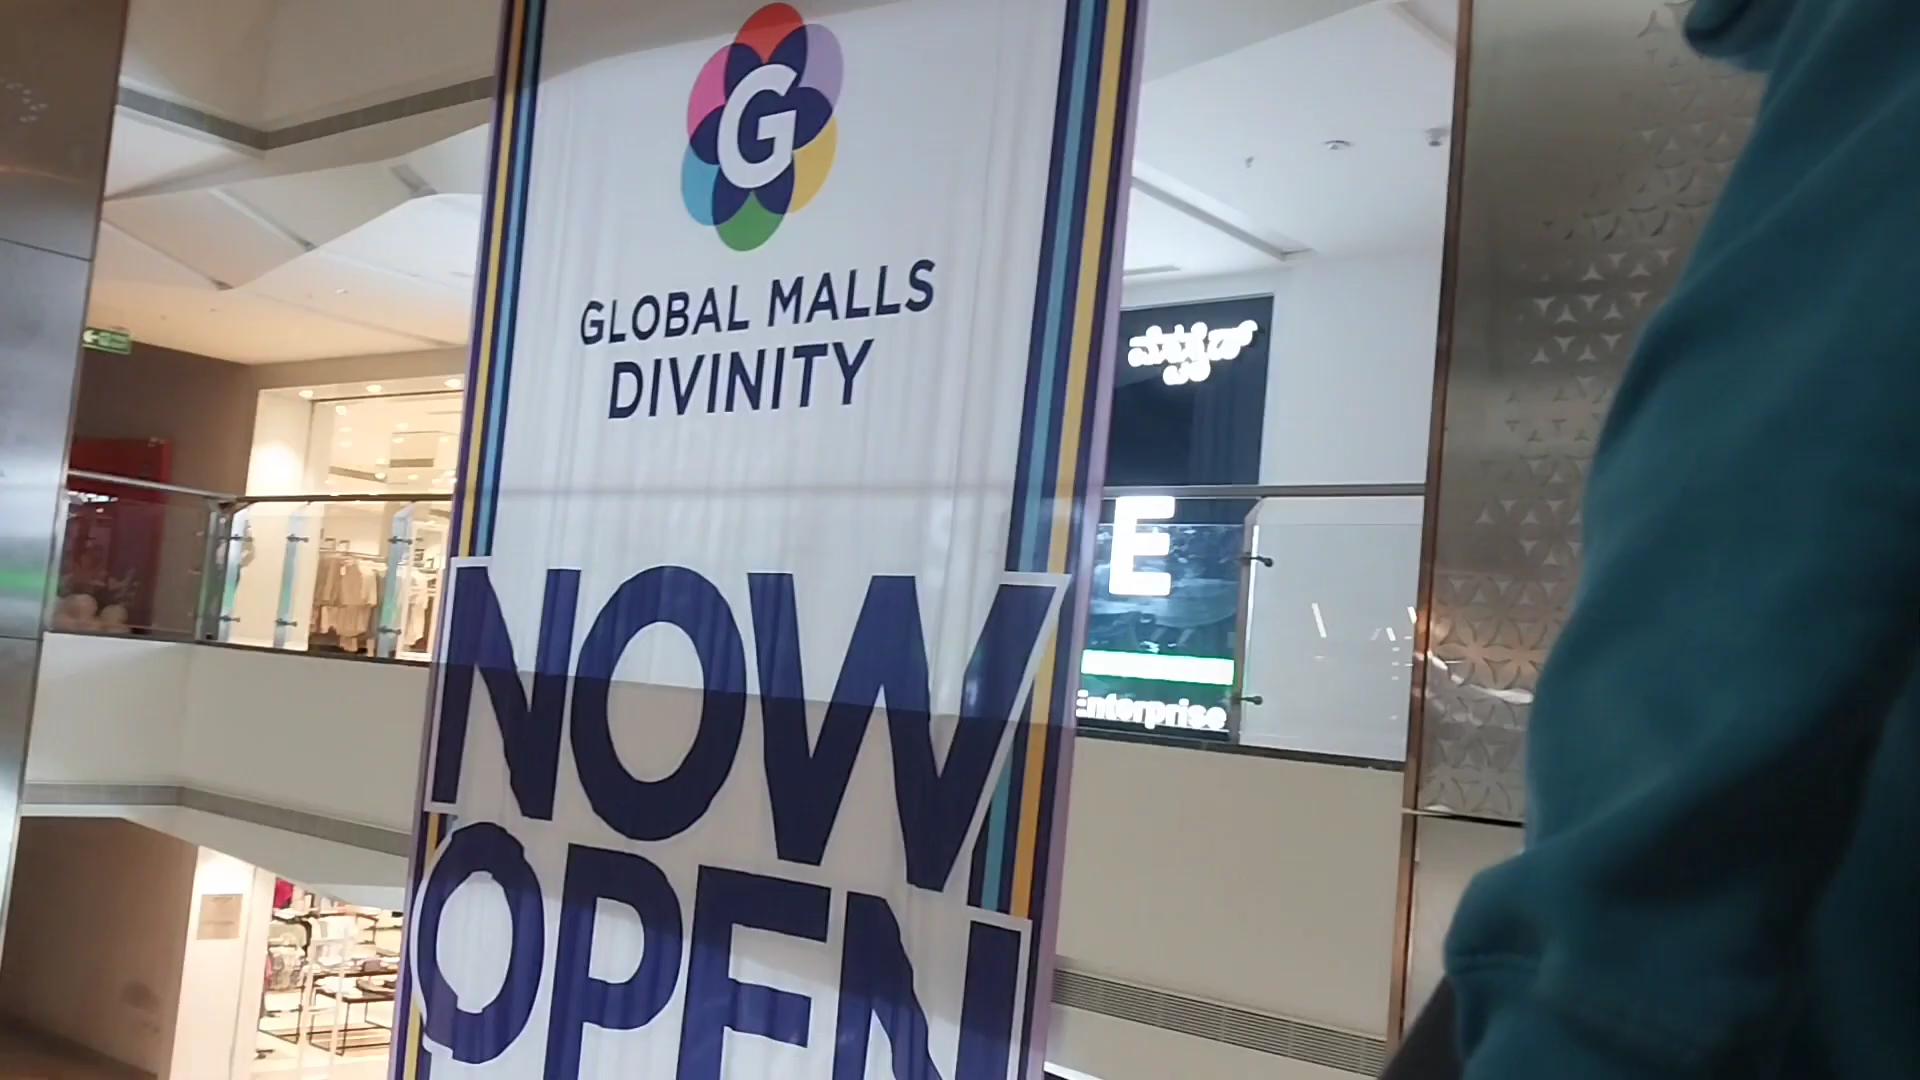 G
GLOBAL MALLS
DIVINITY
NOW
OPEN
E
Enterprise